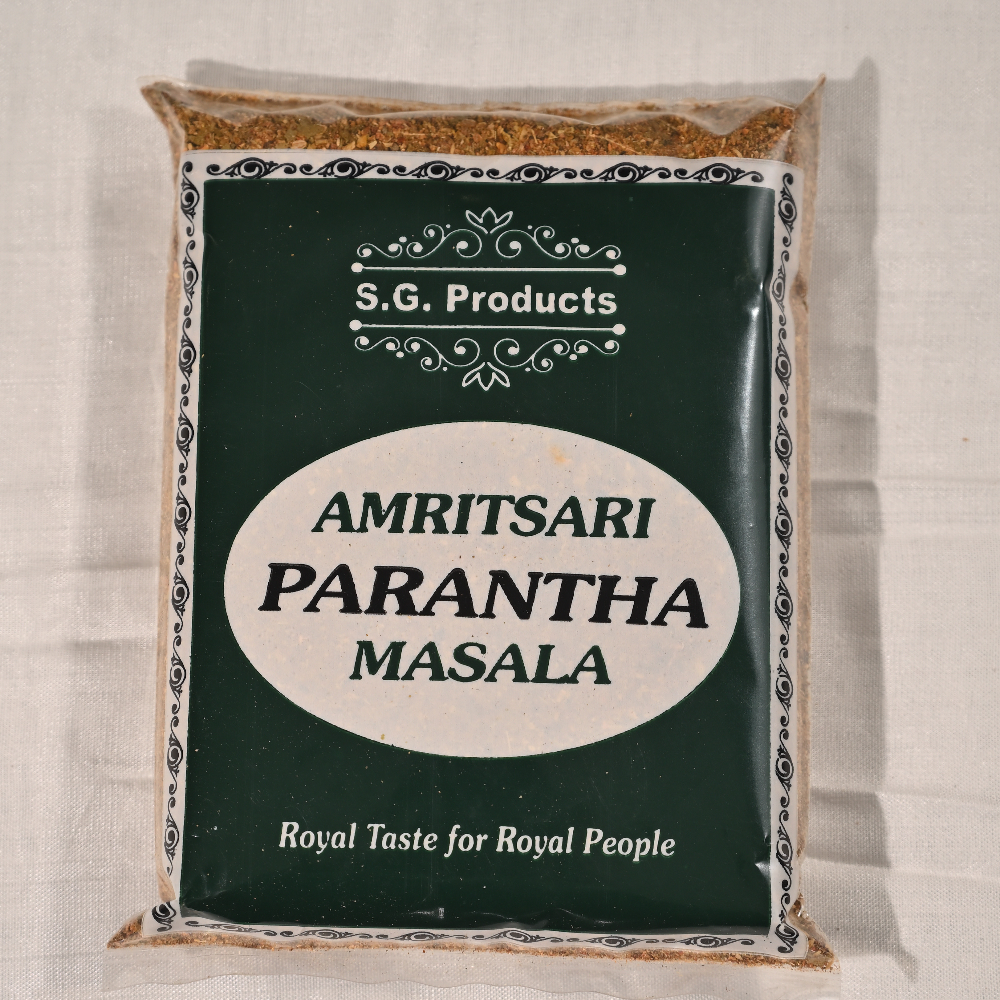 S.G. Products
AMRITSARI
PARANTHA
MASALA
Royal Taste for Royal People